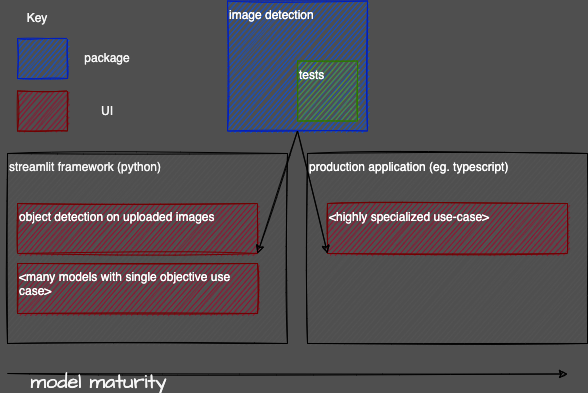 Key
package
UI
image detection
tests
streamlit framework (python)
object detection on uploaded images
<many models with single objective use
case>
production application (eg. typescript)
<highly specialized use-case>
model maturity